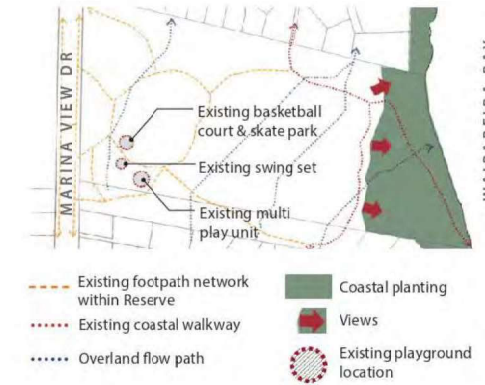 MARINA VIEW DR
Existing basketball
court & skate park
Existing swing set
Existing multi
play unit
Existing footpath network
within Reserve
Existing coastal walkway
Overland flow path
Coastal planting
Views
Existing playground
location